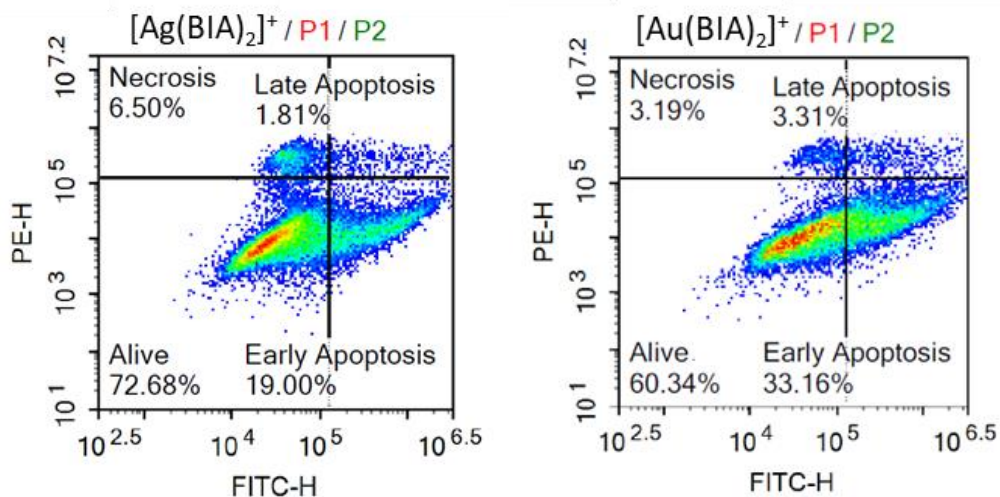 [Ag(BIA)₂]⁺ / P1 / P2
Necrosis
6.50%
Late Apoptosis
1.81%
Alive
72.68%
Early Apoptosis
19.00%
PE-H
10^7.2
10^5
10^3
10^1
10^2.5
10^4
10^5
10^6.5
FITC-H
[Au(BIA)₂]⁺ / P1 / P2
Necrosis
3.19%
Late Apoptosis
3.31%
Alive.
60.34%
Early Apoptosis
33.16%
PE-H
10^7.2
10^5
10^3
10^1
10^2.5
10^4
10^5
10^6.5
FITC-H